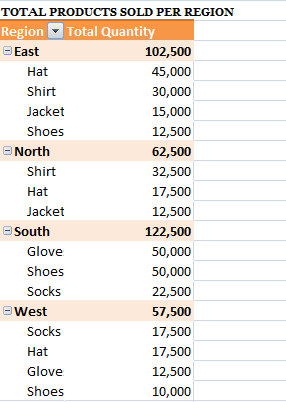 TOTAL PRODUCTS SOLD PER REGION
Region Total Quantity
East 102,500
Hat 45,000
Shirt 30,000
Jacket 15,000
Shoes 12,500
North 62,500
Shirt 32,500
Hat 17,500
Jacket 12,500
South 122,500
Glove 50,000
Shoes 50,000
Socks 22,500
West 57,500
Socks 17,500
Hat 17,500
Glove 12,500
Shoes 10,000